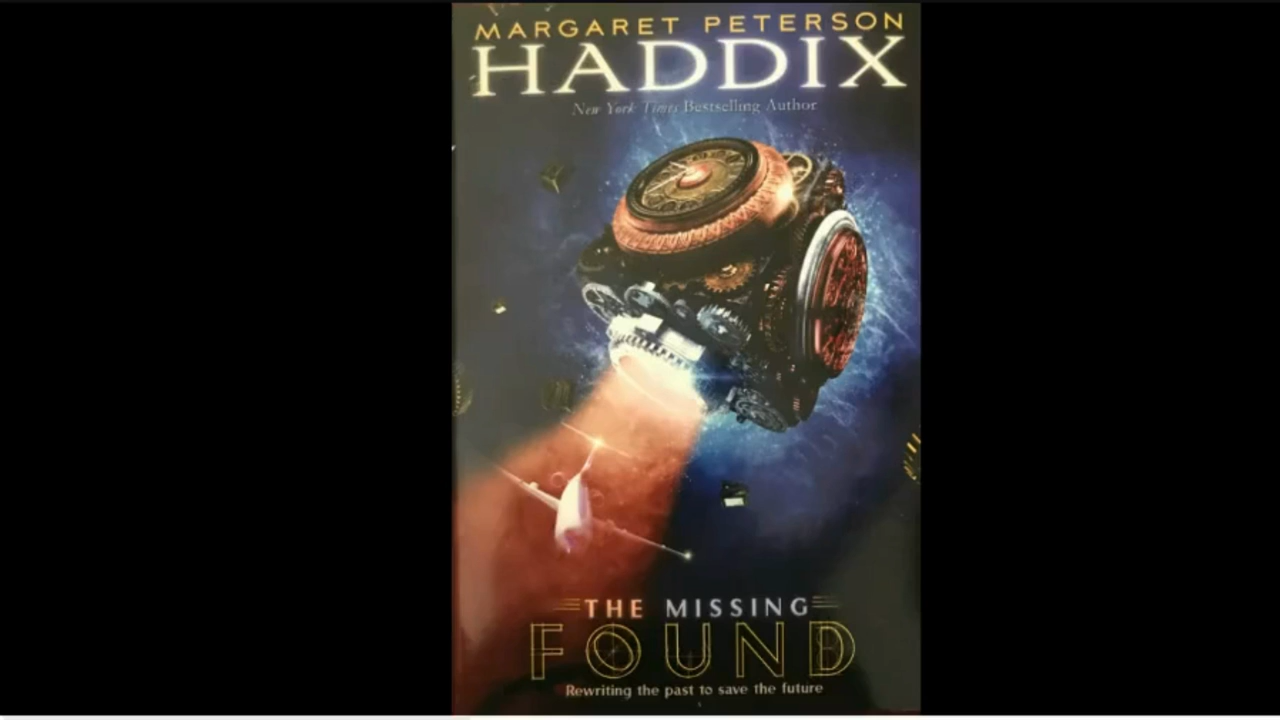 MARGARET PETERSON
HADDIX
New York Times Bestselling Author
THE MISSING
FOUND
Rewriting the past to save the future